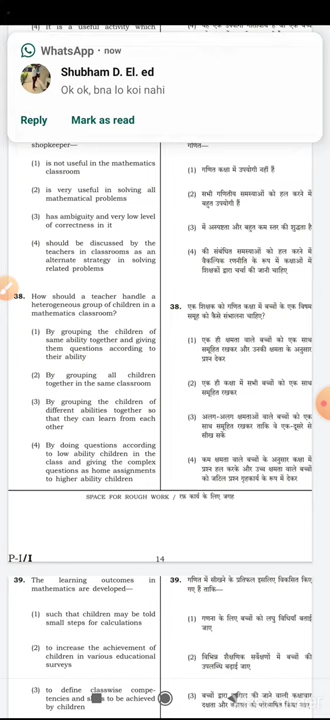 (4) It is a useful activity which
WhatsApp • now
Shubham D. El. ed
Ok ok, bna lo koi nahi
Reply Mark as read
shopkeeper—
(1) is not useful in the mathematics
classroom
(2) is very useful in solving all
mathematical problems
(3) has ambiguity and very low level
of correctness in it
(4) should be discussed by the
teachers in classrooms as an
alternate strategy in solving
related problems
38. How should a teacher handle a
heterogeneous group of children in a
mathematics classroom?
(1) By grouping the children of
same ability together and giving
them questions according to
their ability
(2) By grouping all children
together in the same classroom
(3) By grouping the children of
different abilities together so
that they can learn from each
other
(4) By doing questions according
to low ability children in the
class and giving the complex
questions as home assignments
to higher ability children
गणित—
(1) गणित कक्षा में उपयोगी नहीं है
(2) सभी गणितीय समस्याओं को हल करने में
बहुत उपयोगी है
(3) में अस्पष्टता और बहुत कम स्तर की शुद्धता है
(4) की संबंधित समस्याओं को हल करने में
वैकल्पिक रणनीति के रूप में कक्षाओं में
शिक्षकों द्वारा चर्चा की जानी चाहिए
38. एक शिक्षक को गणित कक्षा में बच्चों के एक विषम
समूह को कैसे संभालना चाहिए?
(1) एक ही क्षमता वाले बच्चों को एक साथ
समूहित रखकर और उनकी क्षमता के अनुसार
प्रश्न देकर
(2) एक ही कक्षा में सभी बच्चों को एक साथ
समूहित रखकर
(3) अलग-अलग क्षमताओं वाले बच्चों को एक
साथ समूहित रखकर ताकि वे एक-दूसरे से
सीख सकें
(4) कम क्षमता वाले बच्चों के अनुसार कक्षा में
प्रश्न हल करके और उच्च क्षमता वाले बच्चों
को जटिल प्रश्न गृहकार्य के रूप में देकर
SPACE FOR ROUGH WORK / रफ़ कार्य के लिए जगह
P-I/I 14
39. The learning outcomes in
mathematics are developed—
(1) such that children may be told
small steps for calculations
(2) to increase the achievement of
children in various educational
surveys
(3) to define classwise compe-
tencies and to be achieved
by children
39. गणित में सीखने के प्रतिफल इसलिए विकसित किए
गए हैं ताकि—
(1) गणना के लिए बच्चों को लघु विधियाँ बताई
जाए
(2) विभिन्न शैक्षणिक सर्वेक्षणों में बच्चों की
उपलब्धि बढ़ाई जाए
(3) बच्चों द्वारा की जाने वाली कक्षावार
दक्षता और को परिभाषित किया